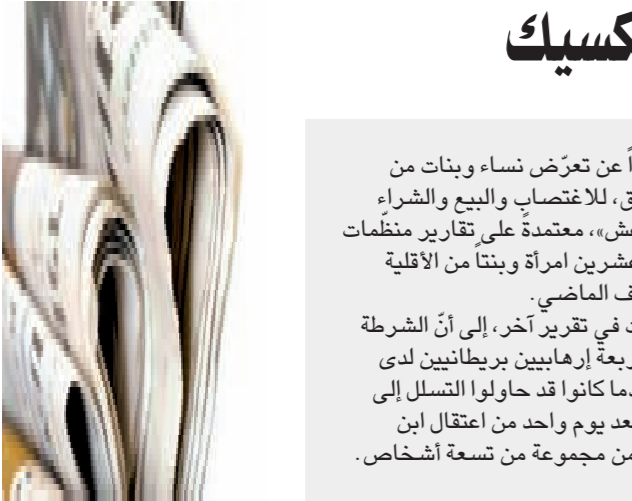 كسيك
اً عن تعرّض نساء وبنات من
ق، للاغتصاب والبيع والشراء
عش»، معتمدةً على تقارير منظّمات
عشرين امرأة وبنتاً من الأقلية
ف الماضي.
ت في تقرير آخر، إلى أنّ الشرطة
ربعة إرهابيين بريطانيين لدى
دما كانوا قد حاولوا التسلل إلى
عد يوم واحد من اعتقال ابن
من مجموعة من تسعة أشخاص.